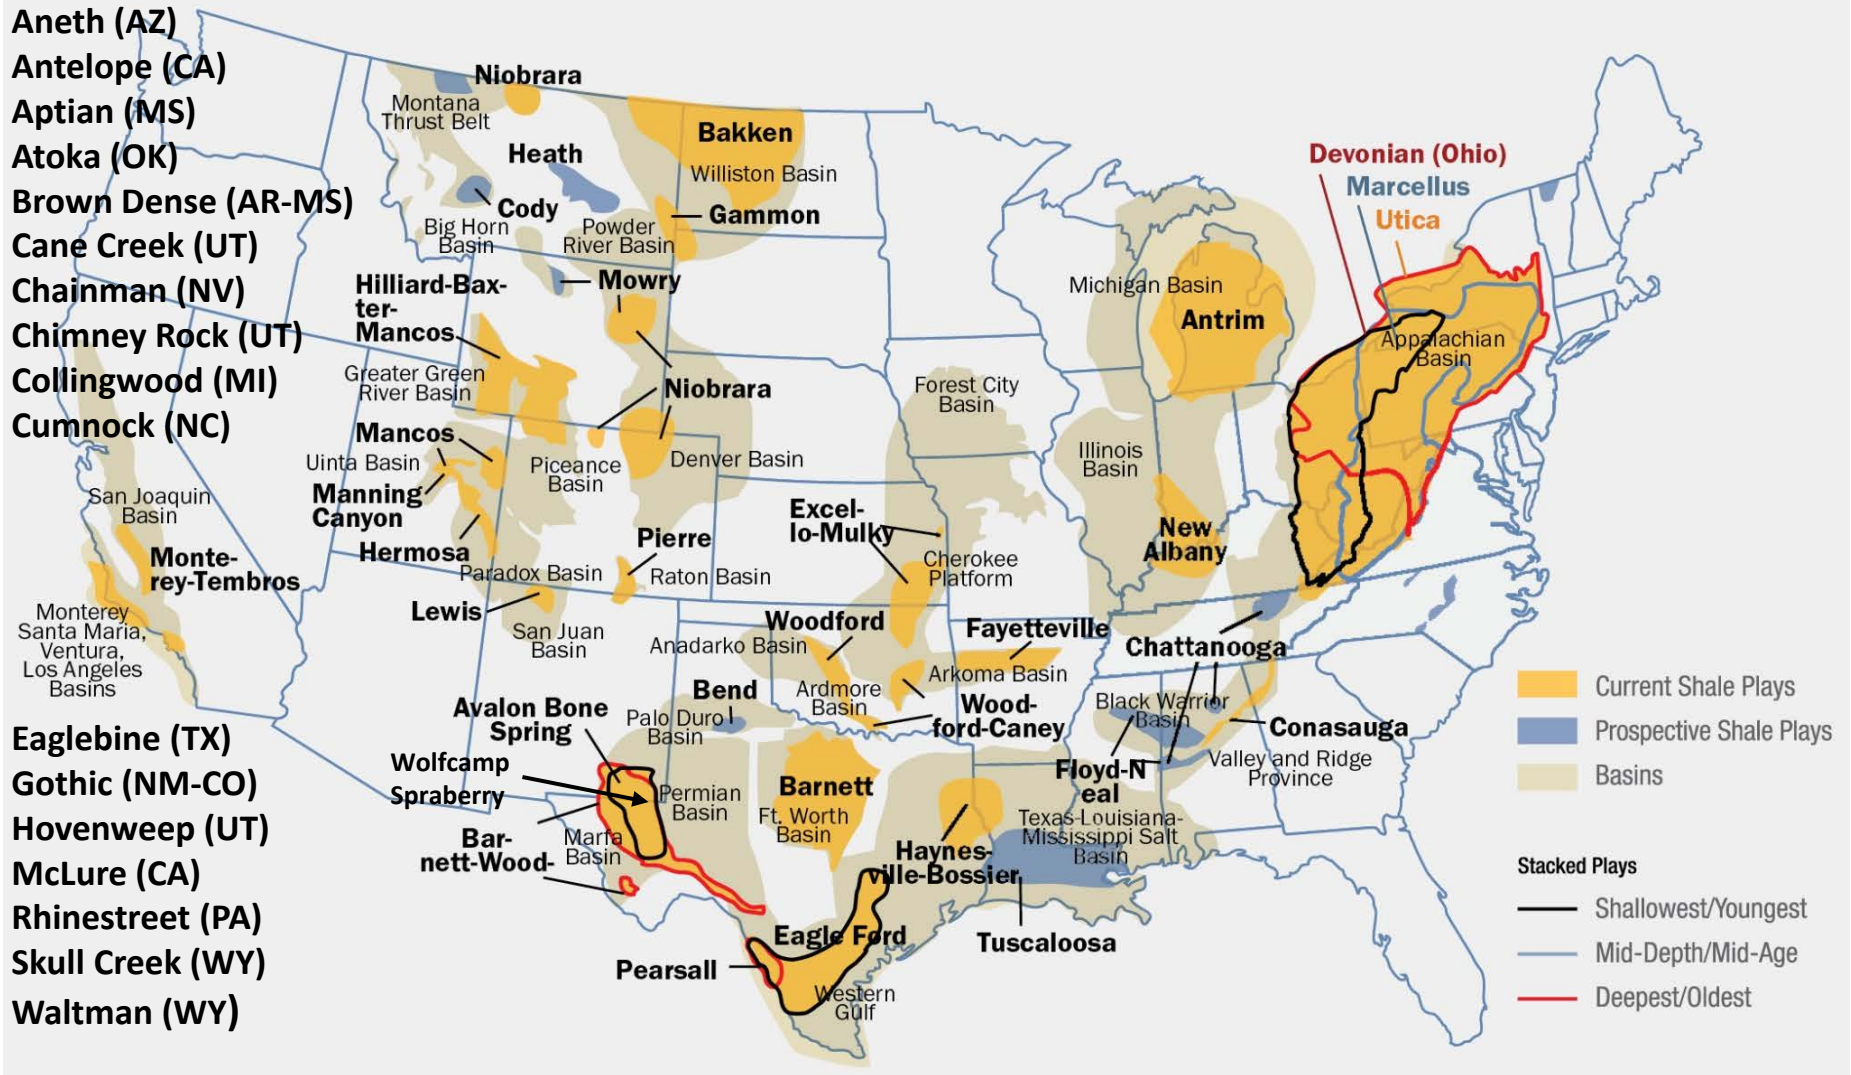 Aneth (AZ)
Antelope (CA)
Aptian (MS)
Atoka (OK)
Brown Dense (AR-MS)
Cane Creek (UT)
Chainman (NV)
Chimney Rock (UT)
Collingwood (MI)
Cumnock (NC)
Eaglebine (TX)
Gothic (NM-CO)
Hovenweep (UT)
McLure (CA)
Rhinestreet (PA)
Skull Creek (WY)
Waltman (WY)
Niobrara
Montana
Thrust Belt
Bakken
Williston Basin
Heath
Cody
Gammon
Big Horn
Basin
Powder
River Basin
Mowry
Hilliard-Bax-
ter-
Mancos
Greater Green
River Basin
Niobrara
Mancos
Uinta Basin
Piceance
Basin
Denver Basin
Manning
Canyon
Hermosa
Paradox Basin
Pierre
Raton Basin
Lewis
San Juan
Basin
San Joaquin
Basin
Monte-
rey-Tembros
Monterey
Santa Maria,
Ventura,
Los Angeles
Basins
Forest City
Basin
Excel-
lo-Mulky
Cherokee
Platform
Woodford
Anadarko Basin
Ardmore
Basin
Fayetteville
Arkoma Basin
Wood-
ford-Caney
Bend
Palo Duro
Basin
Avalon Bone
Spring
Wolfcamp
Spraberry
Permian
Basin
Bar-
nett-Wood-
Marfa
Basin
Barnett
Ft. Worth
Basin
Haynes-
ville-Bossier
Eagle Ford
Pearsall
Western
Gulf
Tuscaloosa
Texas-Louisiana-
Mississippi Salt
Basin
Floyd-N
eal
Black Warrior
Basin
Chattanooga
Conasauga
Valley and Ridge
Province
Michigan Basin
Antrim
Illinois
Basin
New
Albany
Devonian (Ohio)
Marcellus
Utica
Appalachian
Basin
Current Shale Plays
Prospective Shale Plays
Basins
Stacked Plays
Shallowest/Youngest
Mid-Depth/Mid-Age
Deepest/Oldest